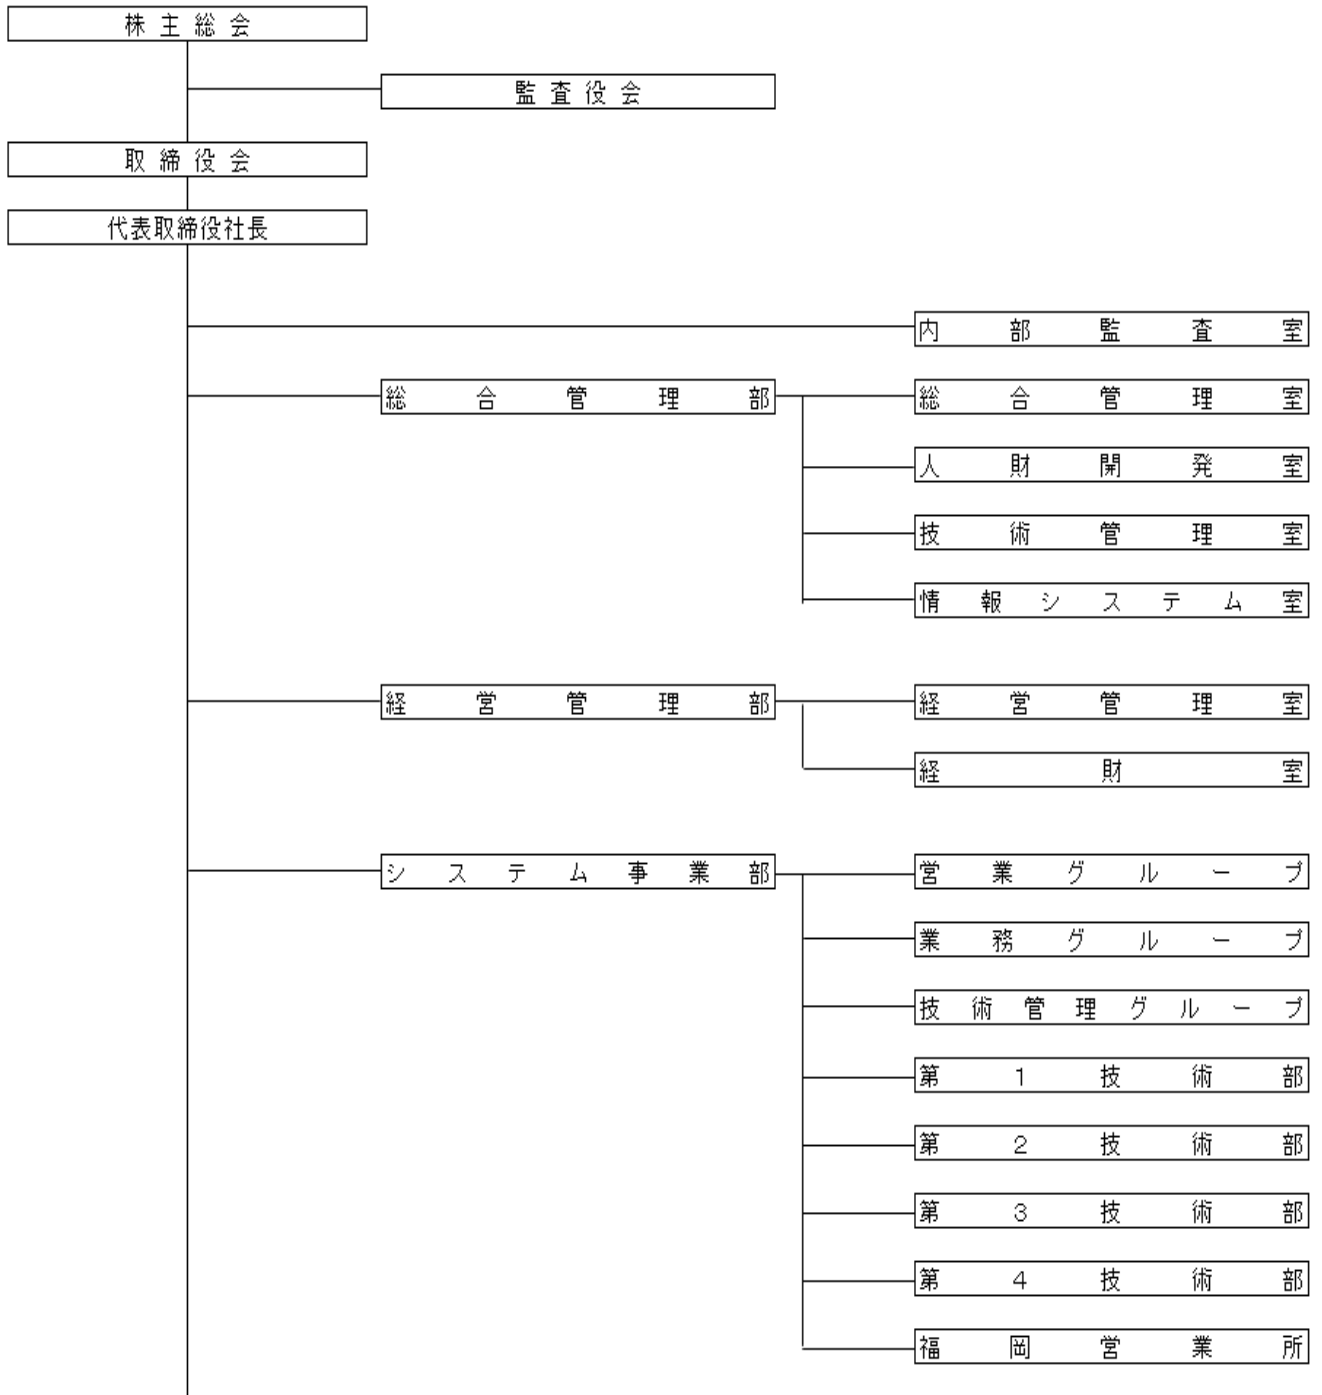 株主総会
監査役会
取締役会
代表取締役社長
内部監査室
総合管理部
総合管理室
人財開発室
技術管理室
情報システム室
経営管理部
経営管理室
経財室
システム事業部
営業グループ
業務グループ
技術管理グループ
第1技術部
第2技術部
第3技術部
第4技術部
福岡営業所